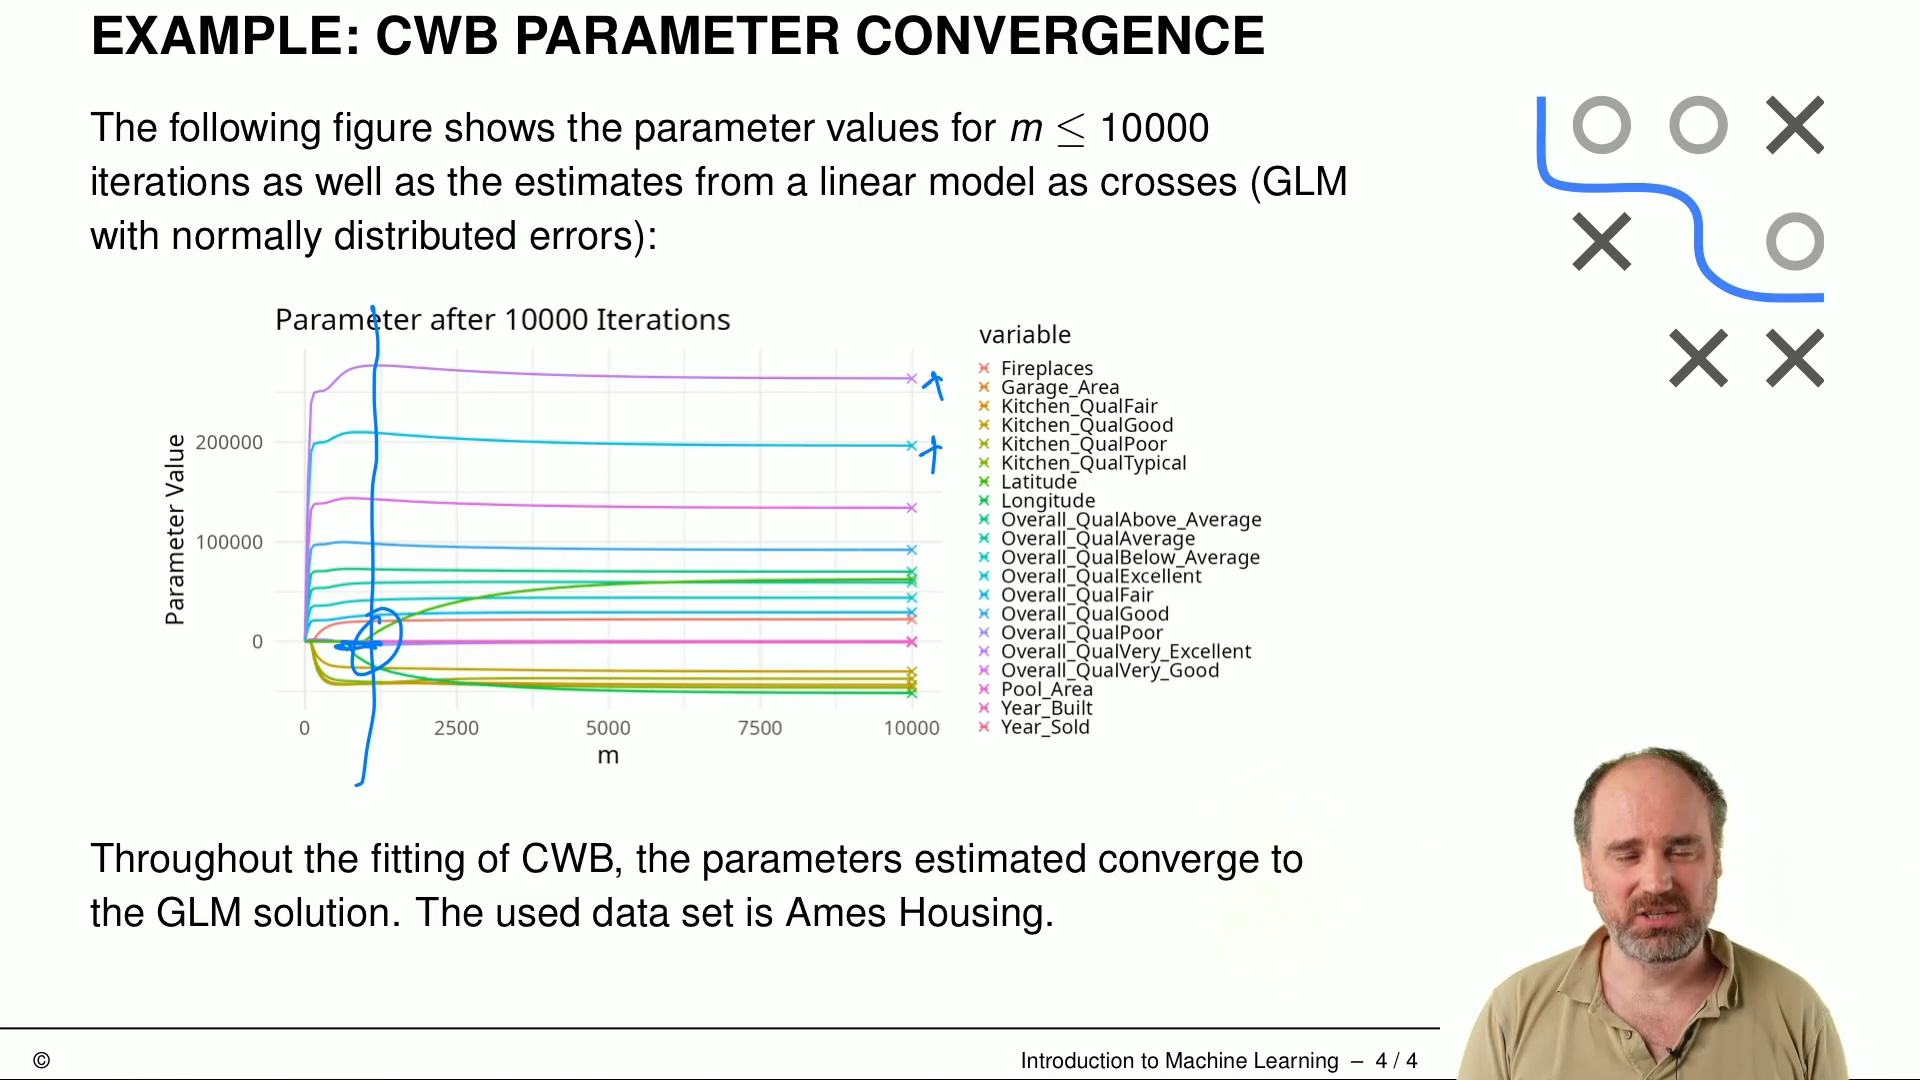 EXAMPLE: CWB PARAMETER CONVERGENCE
The following figure shows the parameter values for m ≤ 10000
iterations as well as the estimates from a linear model as crosses (GLM
with normally distributed errors):
Parameter after 10000 Iterations
Parameter Value
200000
100000
0
0
2500
5000
7500
10000
m
variable
Fireplaces
Garage_Area
Kitchen_QualFair
Kitchen_QualGood
Kitchen_QualPoor
Kitchen_QualTypical
Latitude
Longitude
Overall_QualAbove_Average
Overall_QualAverage
Overall_QualBelow_Average
Overall_QualExcellent
Overall_QualFair
Overall_QualGood
Overall_QualPoor
Overall_QualVery_Excellent
Overall_QualVery_Good
Pool_Area
Year_Built
Year_Sold
Throughout the fitting of CWB, the parameters estimated converge to
the GLM solution. The used data set is Ames Housing.
©
Introduction to Machine Learning – 4 / 4